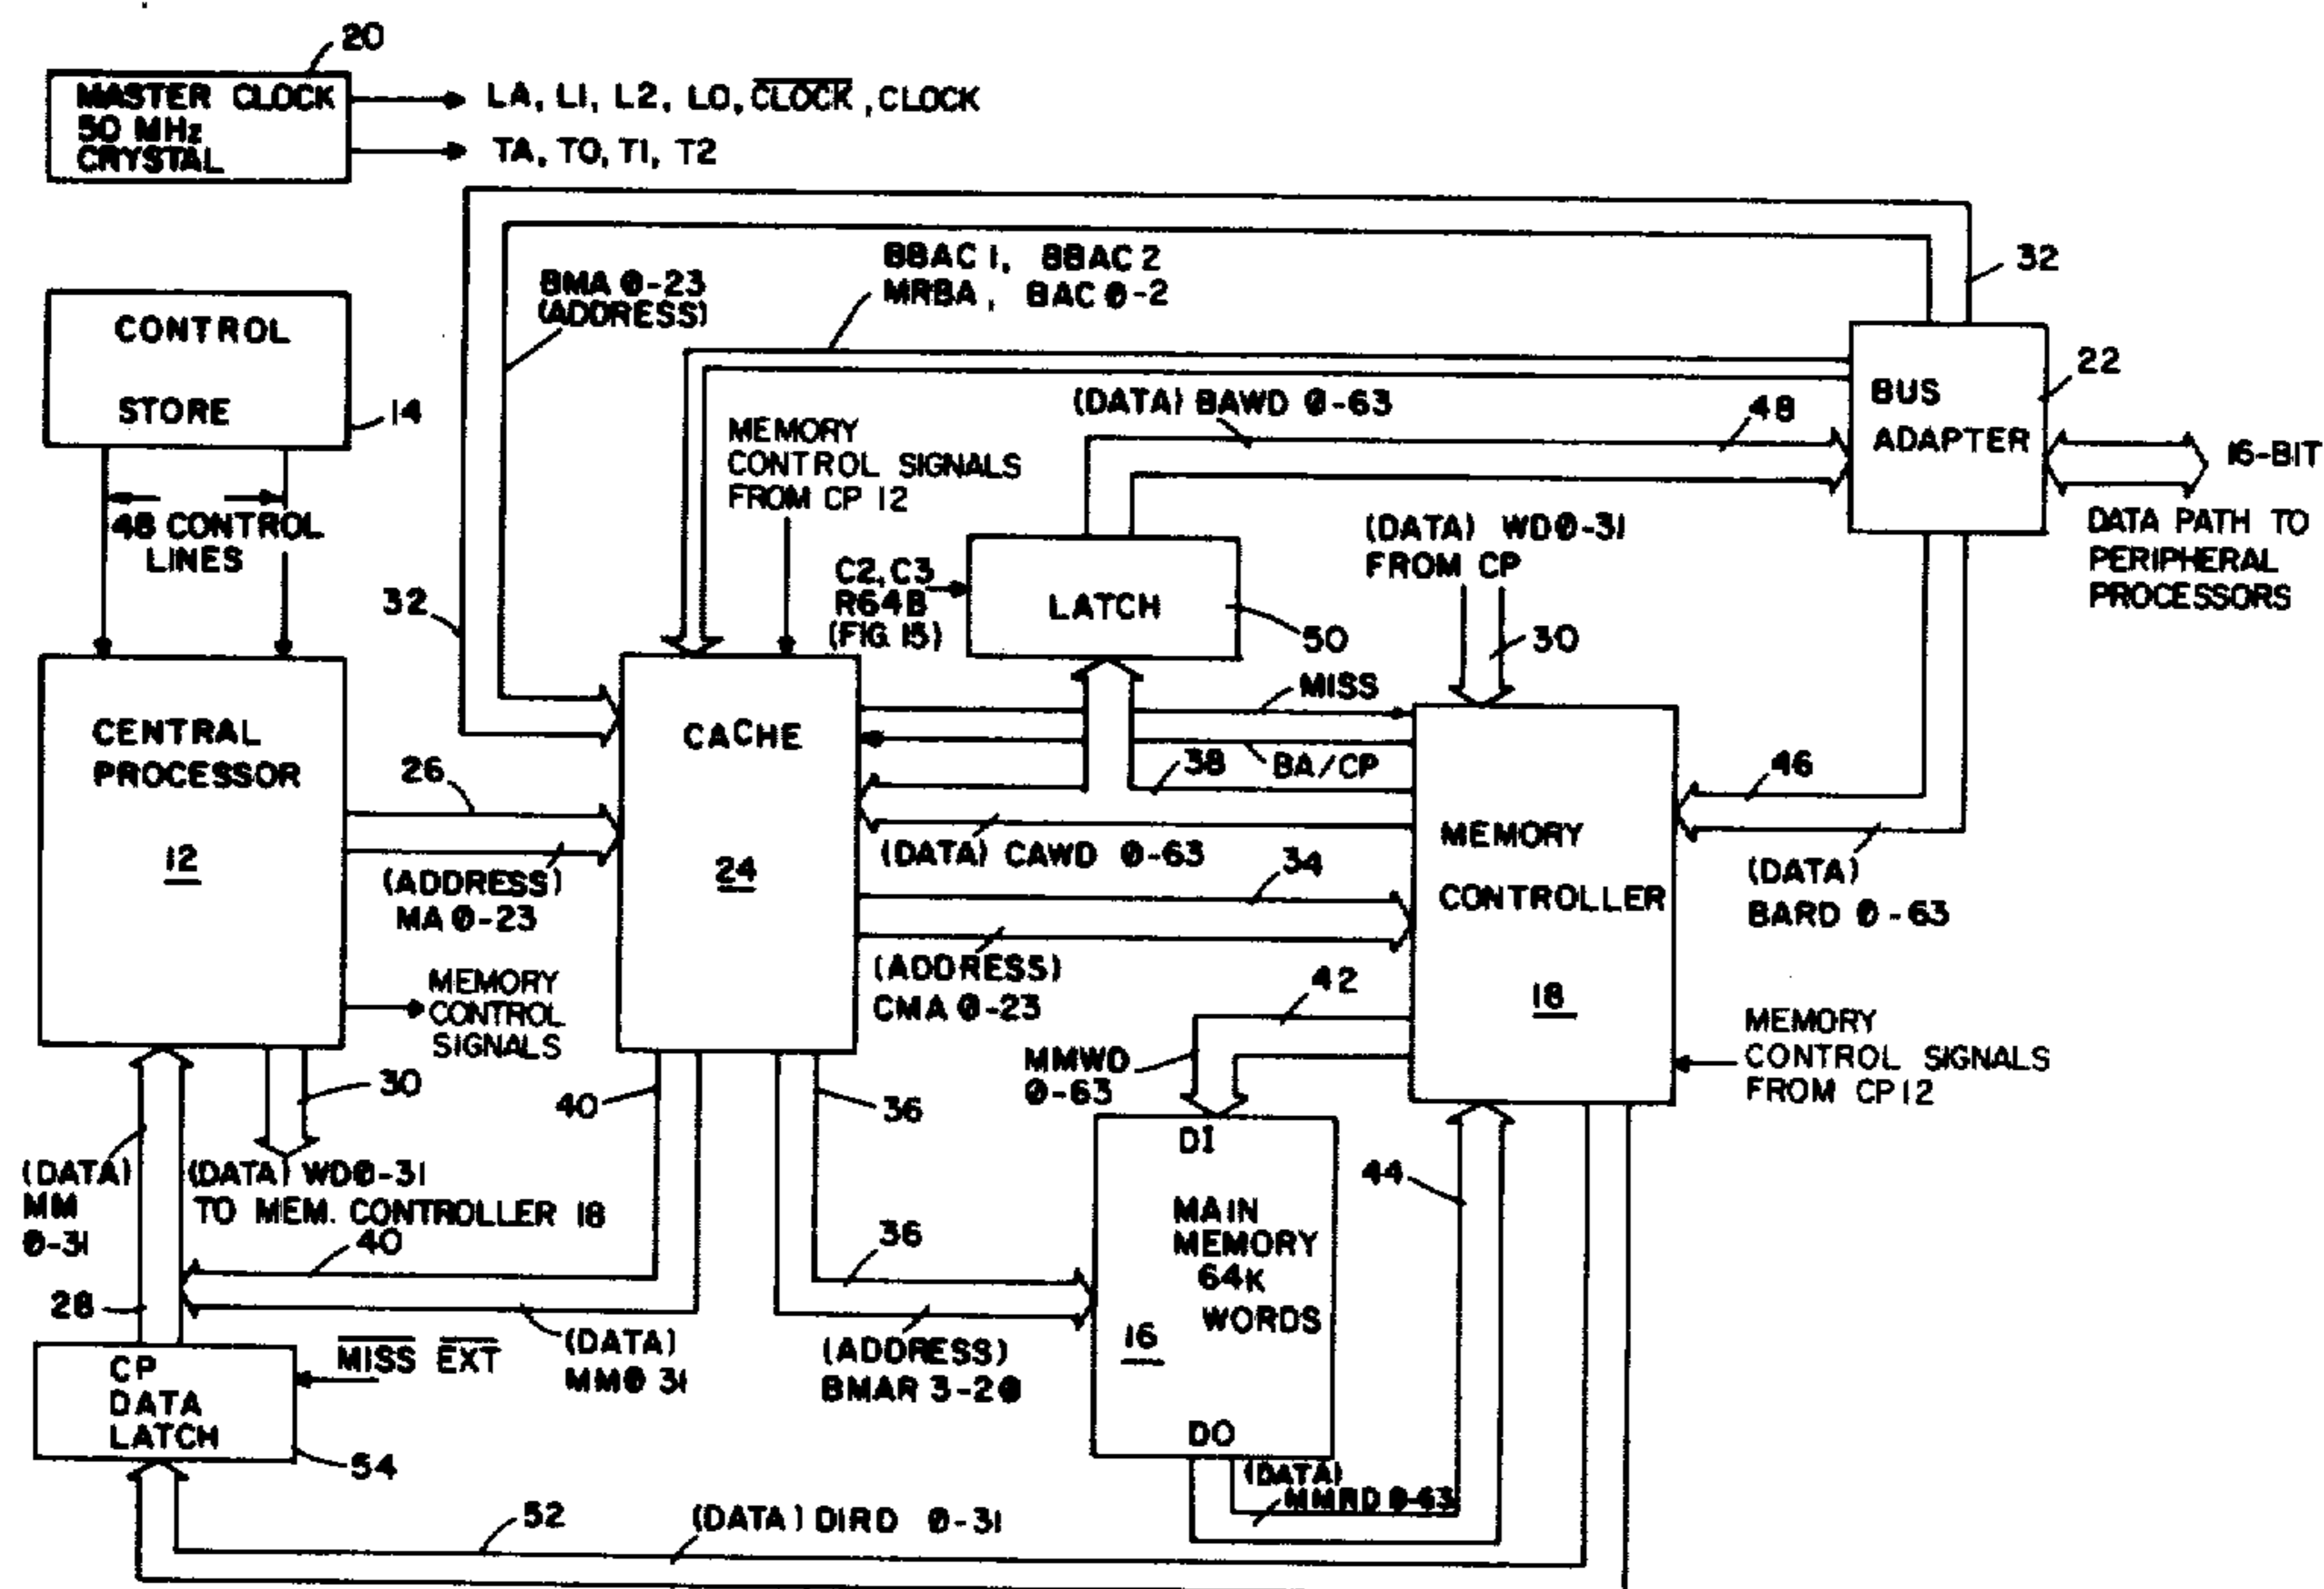 20
MASTER CLOCK
50 MHz
CRYSTAL
LA, L1, L2, L0, CLOCK, CLOCK
TA, T0, T1, T2
32
BBAC 1, BBAC 2
MRBA, BAC 0-2
BMA 0-23
(ADDRESS)
CONTROL
STORE
14
22
BUS
ADAPTER
16-BIT
DATA PATH TO
PERIPHERAL
PROCESSORS
(DATA) BAWD 0-63
48
MEMORY
CONTROL SIGNALS
FROM CP 12
48 CONTROL
LINES
(DATA) WD0-31
FROM CP
C2, C3
R64B
(FIG. 15)
LATCH
50
30
32
MISS
BA/CP
CENTRAL
PROCESSOR
12
26
(ADDRESS)
MA 0-23
CACHE
24
38
(DATA) CAWD 0-63
34
(ADDRESS)
CMA 0-23
MEMORY
CONTROLLER
18
46
(DATA)
BARD 0-63
MEMORY
CONTROL
SIGNALS
42
MMWD
0-63
MEMORY
CONTROL SIGNALS
FROM CP12
30
40
36
(DATA)
MM
0-31
(DATA) WD0-31
TO MEM. CONTROLLER 18
40
28
36
DI
MAIN
MEMORY
64K
WORDS
16
DO
44
MISS EXT
(DATA)
MM0 31
(ADDRESS)
BMAR 3-20
CP
DATA
LATCH
54
(DATA)
MMRD 0-63
52
(DATA) DIRD 0-31